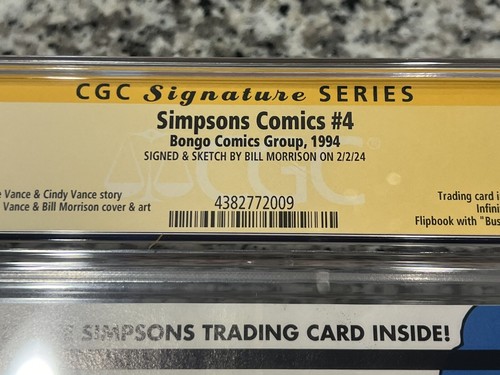 CGC Signature SERIES
Simpsons Comics #4
Bongo Comics Group, 1994
SIGNED & SKETCH BY BILL MORRISON ON 2/2/24
CGC
Vance & Cindy Vance story
Vance & Bill Morrison cover & art
4382772009
Trading card
Flipbook with "Bus
SIMPSONS TRADING CARD INSIDE!